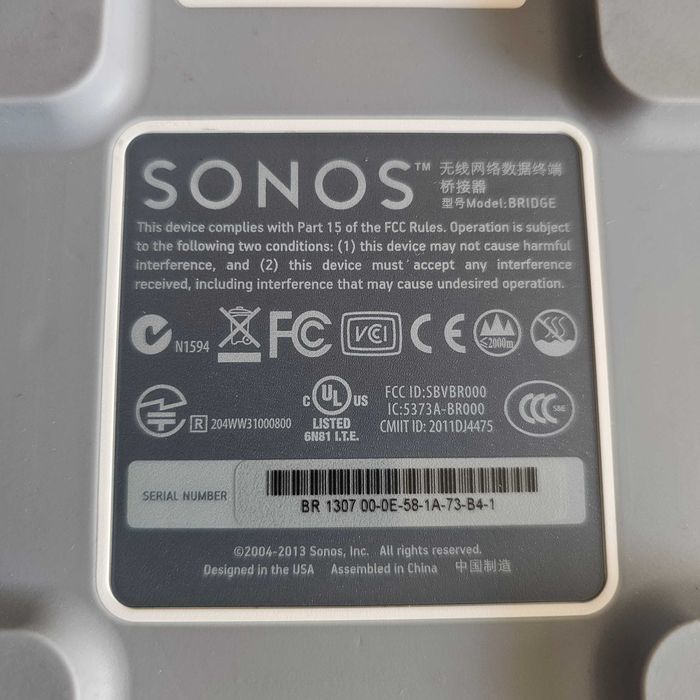 SONOS™ 无线网络数据终端
桥接器
型号Model:BRIDGE
This device complies with Part 15 of the FCC Rules. Operation is subject
to the following two conditions: (1) this device may not cause harmful
interference, and (2) this device must accept any interference
received, including interference that may cause undesired operation.
N1594 FC VCI CE ≤2000m
R 204WW31000800
c UL US
LISTED
6N81 I.T.E.
FCC ID:SBVBR000
IC:5373A-BR000
CMIIT ID: 2011DJ4475
CCC S&E
SERIAL NUMBER
BR 1307 00-0E-58-1A-73-B4-1
©2004-2013 Sonos, Inc. All rights reserved.
Designed in the USA Assembled in China 中国制造